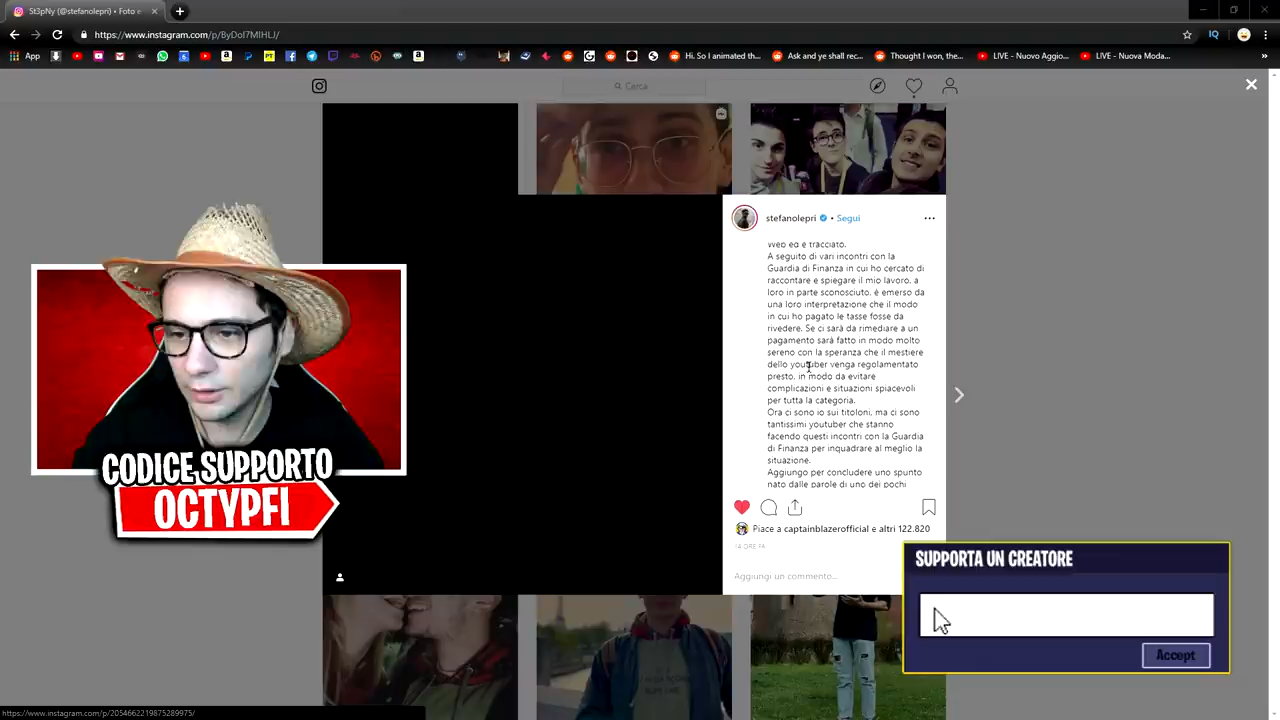 St3pNy (@stefanolepri) • Foto e
https://www.instagram.com/p/ByDoI7MIHLJ/
App
Hi. So I animated th...
Ask and ye shall rec...
Thought I won, the...
LIVE - Nuovo Aggio...
LIVE - Nuova Moda...
Cerca
stefanolepri • Segui
web ed è tracciato.
A seguito di vari incontri con la
Guardia di Finanza in cui ho cercato di
raccontare e spiegare il mio lavoro, a
loro in parte sconosciuto, è emerso da
una loro interpretazione che il modo
in cui ho pagato le tasse fosse da
rivedere. Se ci sarà da rimediare a un
pagamento sarà fatto in modo molto
sereno con la speranza che il mestiere
dello youtuber venga regolamentato
presto, in modo da evitare
complicazioni e situazioni spiacevoli
per tutta la categoria.
Ora ci sono io sui titoloni, ma ci sono
tantissimi youtuber che stanno
facendo questi incontri con la Guardia
di Finanza per inquadrare al meglio la
situazione.
Aggiungo per concludere uno spunto
nato dalle parole di uno dei pochi
Piace a captainblazerofficial e altri 122.820
14 ORE FA
Aggiungi un commento...
CODICE SUPPORTO
OCTYPFI
SUPPORTA UN CREATORE
Accept
https://www.instagram.com/p/2054662219875289975/